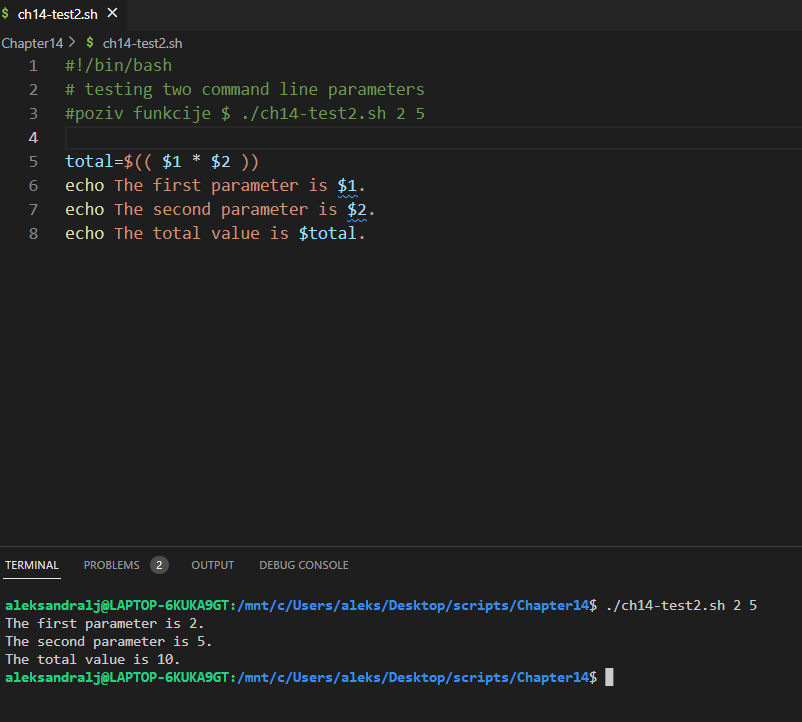 $ ch14-test2.sh ×
Chapter14 > $ ch14-test2.sh
1 #!/bin/bash
2 # testing two command line parameters
3 #poziv funkcije $ ./ch14-test2.sh 2 5
4
5 total=$(( $1 * $2 ))
6 echo The first parameter is $1.
7 echo The second parameter is $2.
8 echo The total value is $total.
TERMINAL PROBLEMS 2 OUTPUT DEBUG CONSOLE
aleksandralj@LAPTOP-6KUKA9GT:/mnt/c/Users/aleks/Desktop/scripts/Chapter14$ ./ch14-test2.sh 2 5
The first parameter is 2.
The second parameter is 5.
The total value is 10.
aleksandralj@LAPTOP-6KUKA9GT:/mnt/c/Users/aleks/Desktop/scripts/Chapter14$